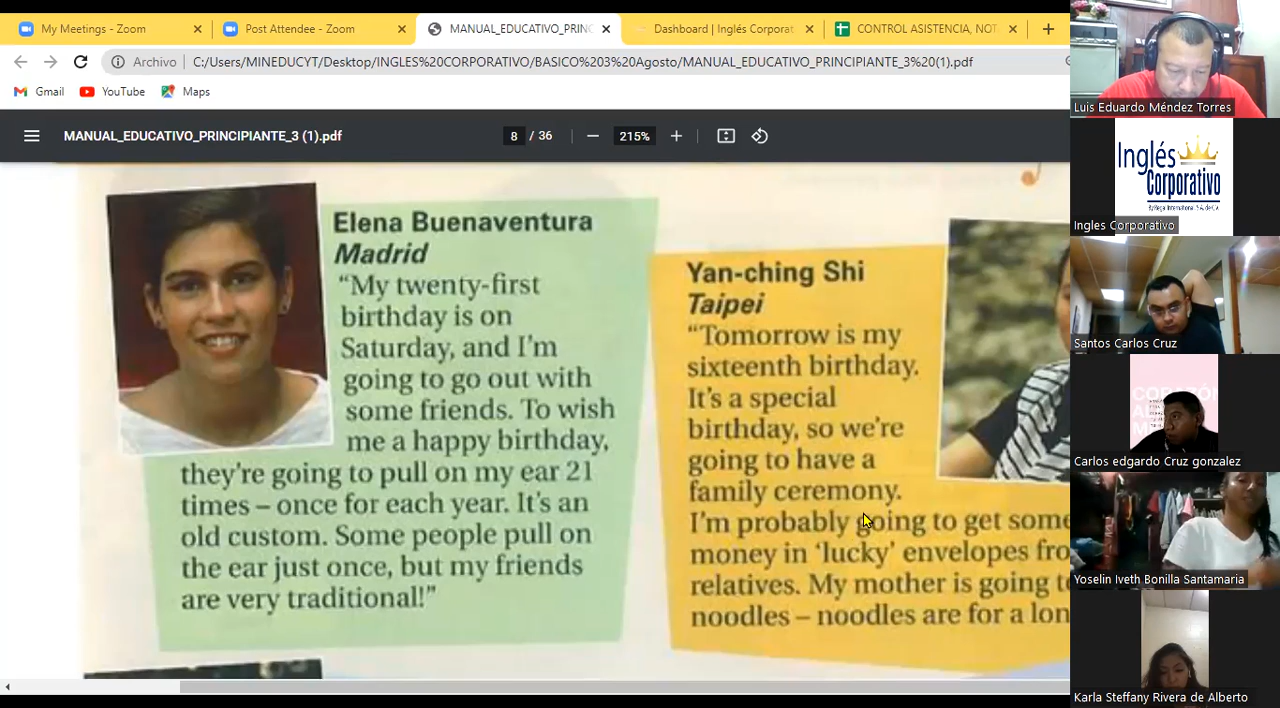 My Meetings - Zoom
Post Attendee - Zoom
MANUAL_EDUCATIVO_PRINC
Dashboard | Inglés Corporat
CONTROL ASISTENCIA, NOT
Archivo
C:/Users/MINEDUCYT/Desktop/INGLES%20CORPORATIVO/BASICO%203%20Agosto/MANUAL_EDUCATIVO_PRINCIPIANTE_3%20(1).pdf
Gmail
YouTube
Maps
MANUAL_EDUCATIVO_PRINCIPIANTE_3 (1).pdf
8 / 36
215%
Elena Buenaventura
Madrid
“My twenty-first
birthday is on
Saturday, and I'm
going to go out with
some friends. To wish
me a happy birthday,
they're going to pull on my ear 21
times – once for each year. It's an
old custom. Some people pull on
the ear just once, but my friends
are very traditional!”
Yan-ching Shi
Taipei
“Tomorrow is my
sixteenth birthday.
It's a special
birthday, so we're
going to have a
family ceremony.
I'm probably going to get some
money in ‘lucky’ envelopes fro
relatives. My mother is going to
noodles – noodles are for a lon
Luis Eduardo Méndez Torres
Inglés
Corporativo
Ingles Corporativo
Santos Carlos Cruz
Carlos edgardo Cruz gonzalez
Yoselin Iveth Bonilla Santamaria
Karla Steffany Rivera de Alberto